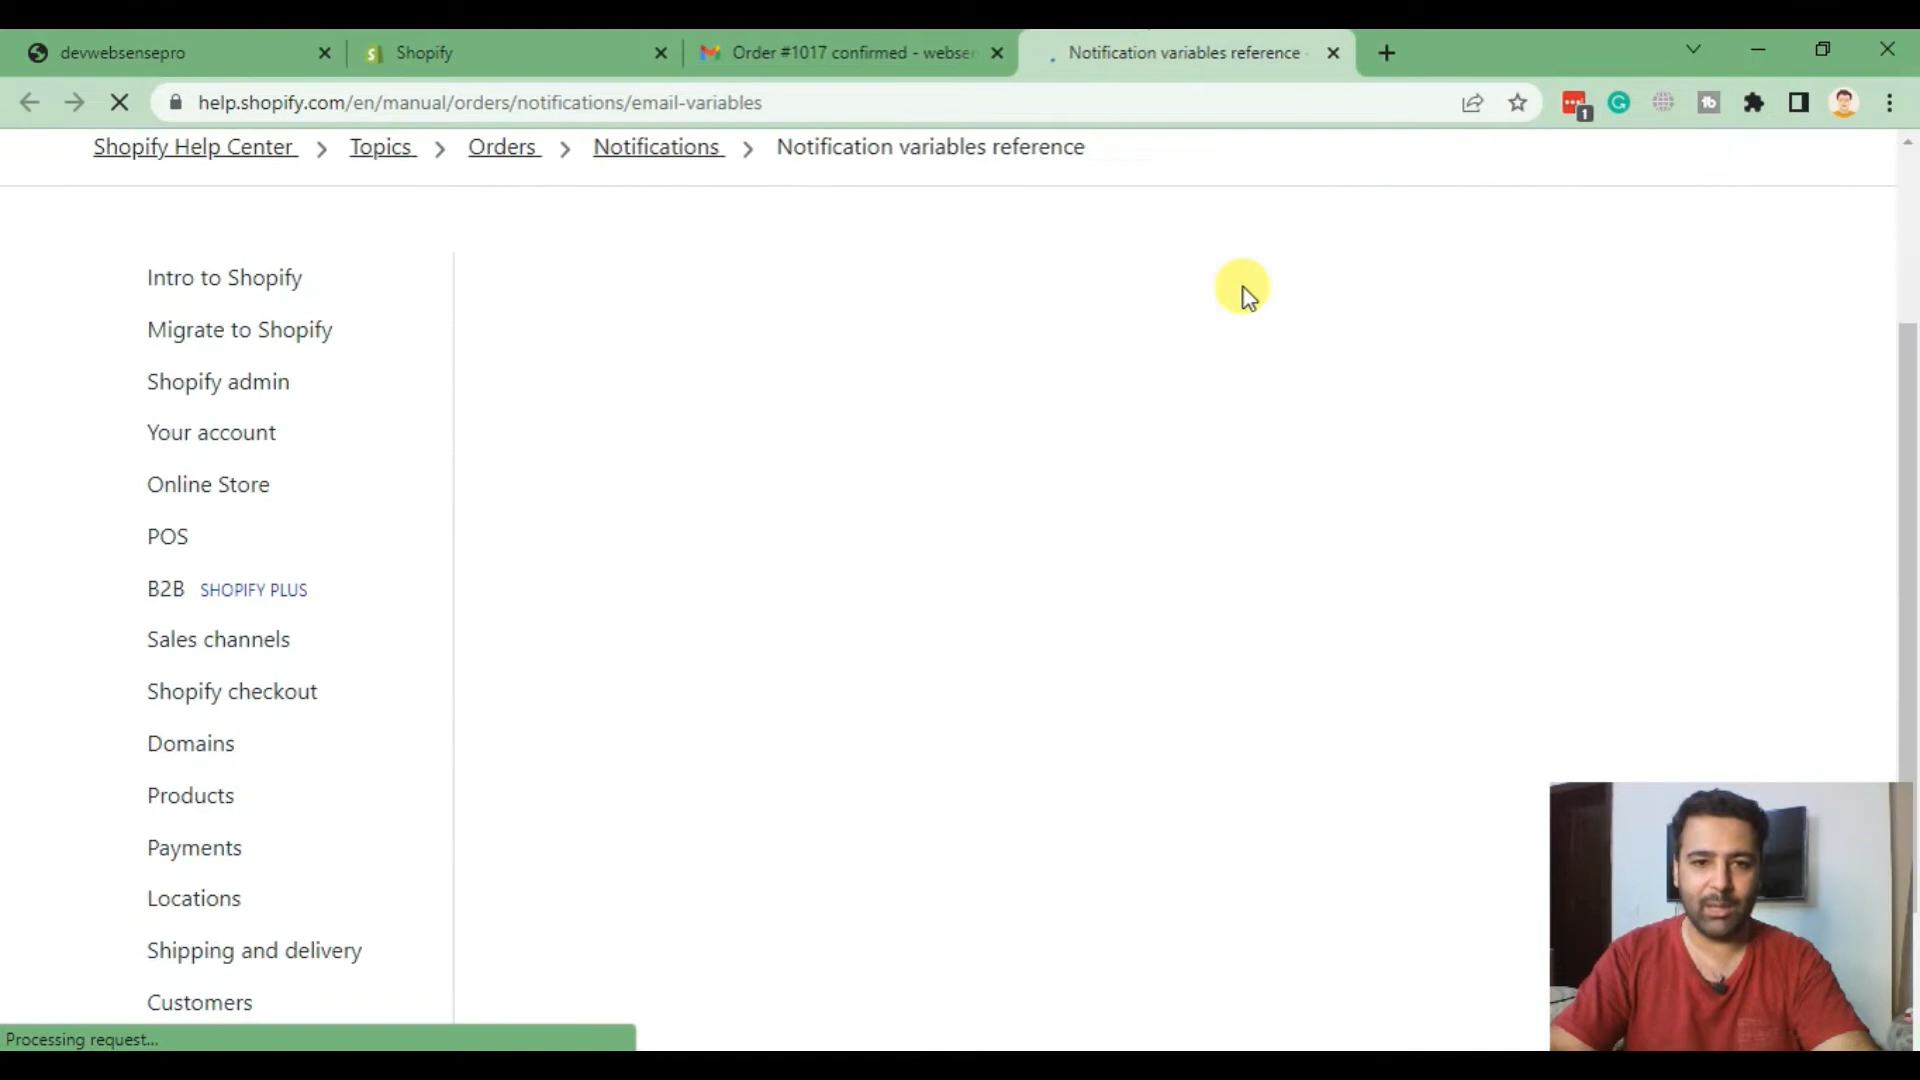 devwebsensepro
Shopify
Order #1017 confirmed - webser
Notification variables reference
help.shopify.com/en/manual/orders/notifications/email-variables
1
Shopify Help Center > Topics > Orders > Notifications > Notification variables reference
Intro to Shopify
Migrate to Shopify
Shopify admin
Your account
Online Store
POS
B2B SHOPIFY PLUS
Sales channels
Shopify checkout
Domains
Products
Payments
Locations
Shipping and delivery
Customers
Processing request...